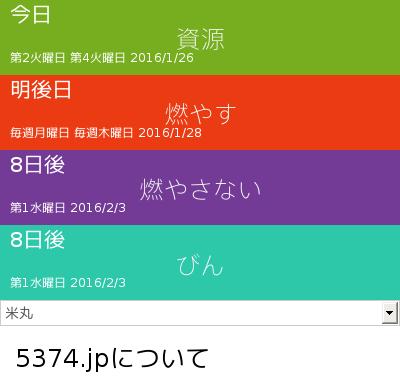 今日
資源
第2火曜日 第4火曜日 2016/1/26
明後日
燃やす
毎週月曜日 毎週木曜日 2016/1/28
8日後
燃やさない
第1水曜日 2016/2/3
8日後
びん
第1水曜日 2016/2/3
米丸
5374.jpについて